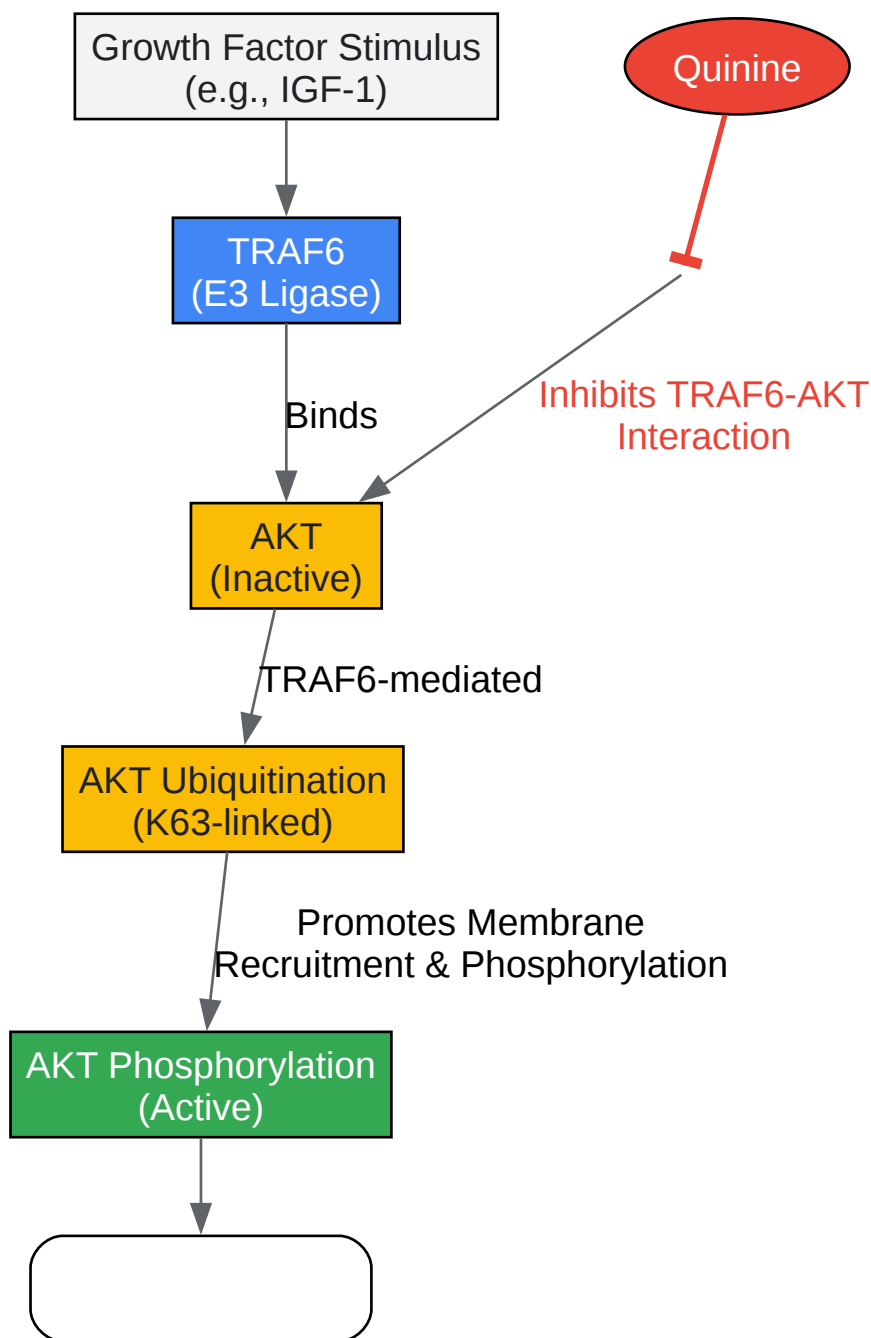 Growth Factor Stimulus
(e.g., IGF-1)
Quinine
TRAF6
(E3 Ligase)
Binds
Inhibits TRAF6-AKT
Interaction
AKT
(Inactive)
TRAF6-mediated
AKT Ubiquitination
(K63-linked)
Promotes Membrane
Recruitment & Phosphorylation
AKT Phosphorylation
(Active)